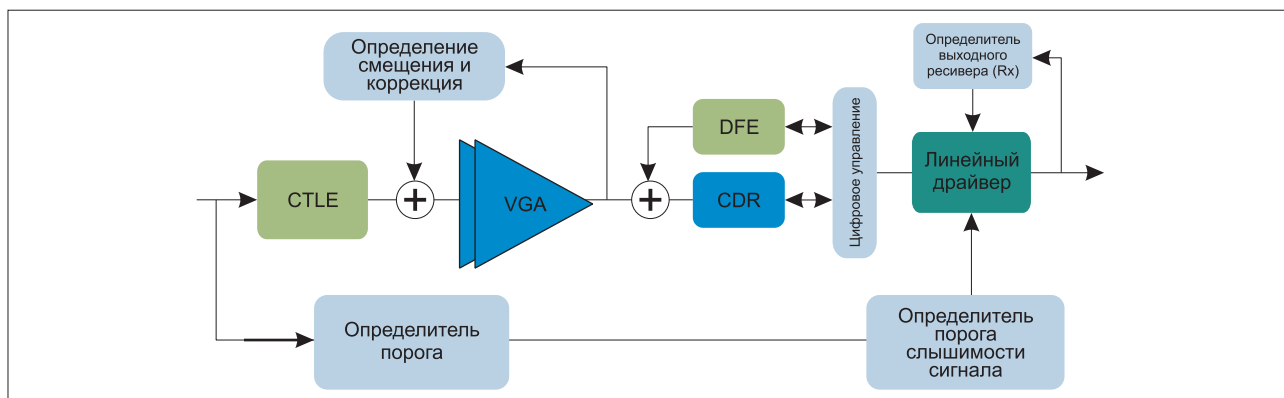 Определение
смещения и
коррекция
Определитель
выходного
ресивера (Rx)
DFE
Цифровое управление
Линейный
драйвер
CTLE
VGA
CDR
Определитель
порога
Определитель
порога
слышимости
сигнала